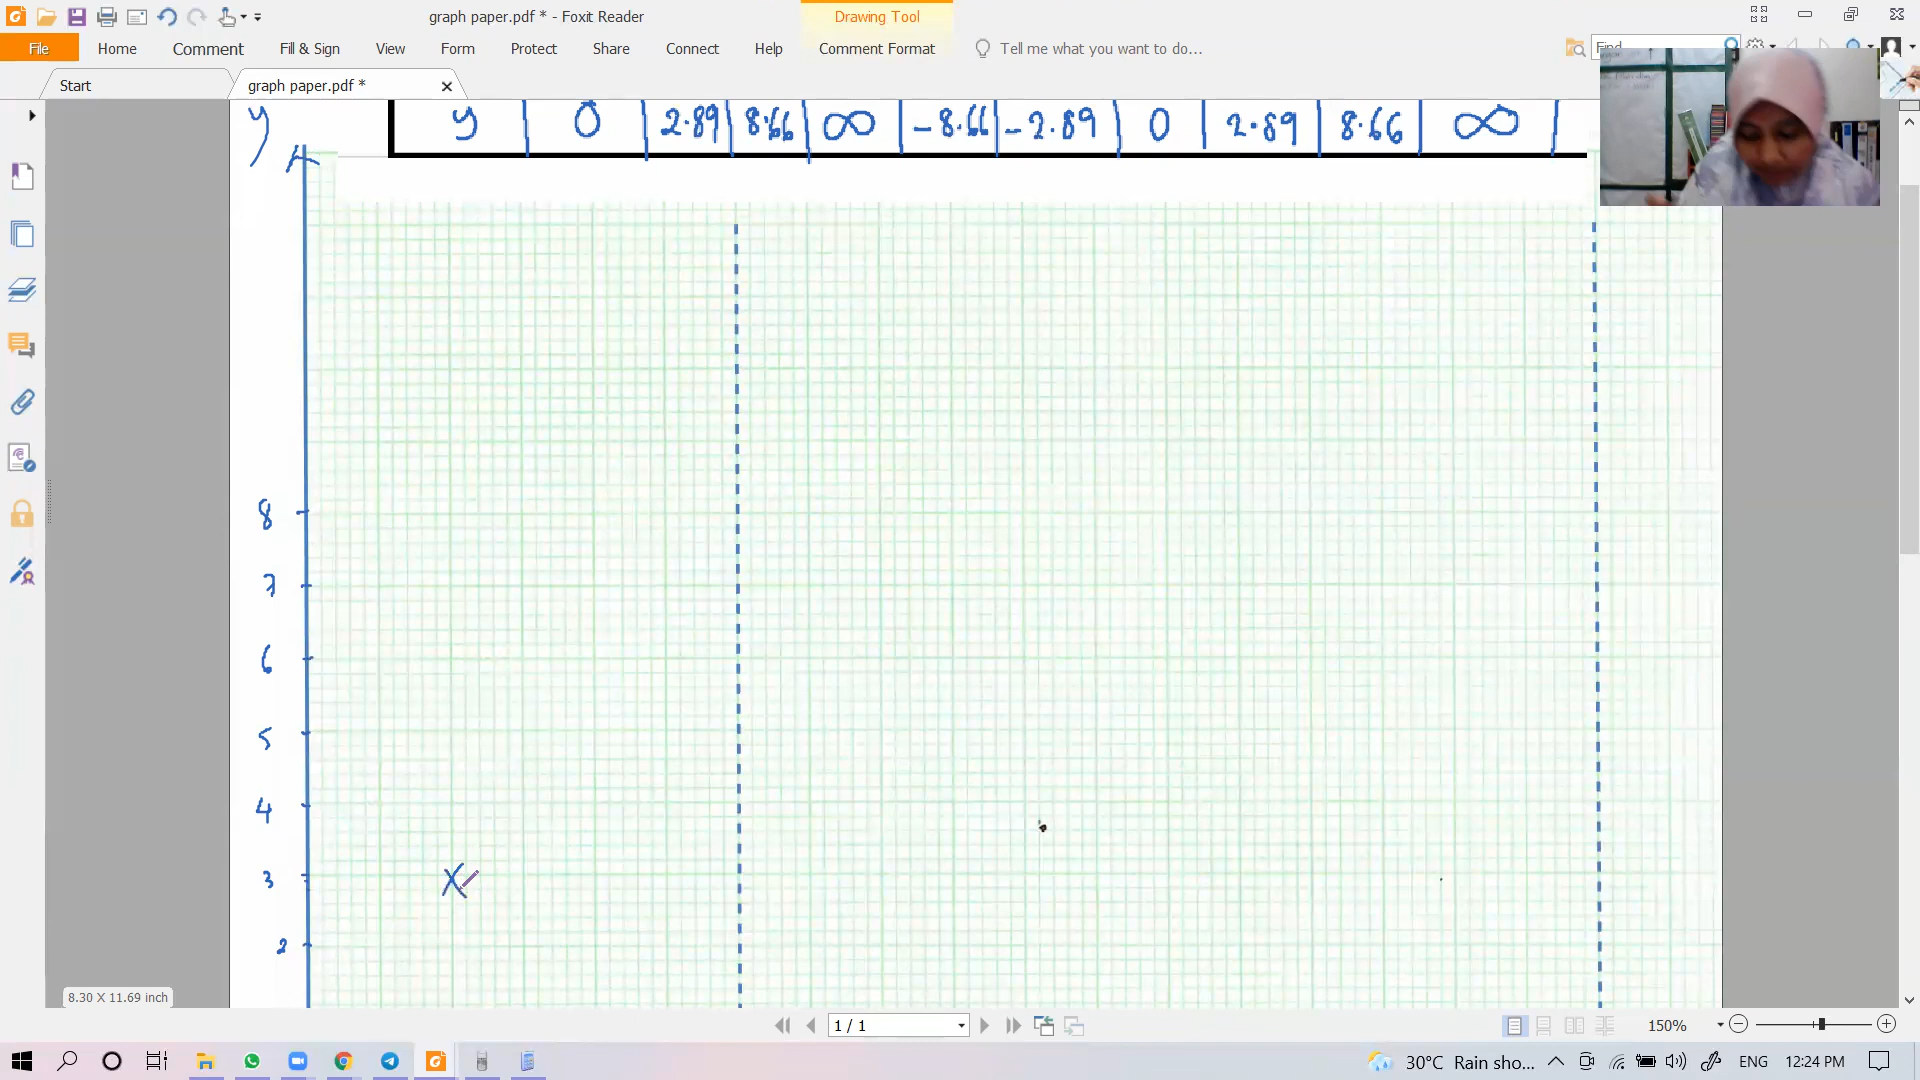 graph paper.pdf * - Foxit Reader
Drawing Tool
File Home Comment Fill & Sign View Form Protect Share Connect Help Comment Format Tell me what you want to do...
Find
Start graph paper.pdf *
y
y 0 2.89 8.66 ∞ -8.66 -2.89 0 2.89 8.66 ∞
8
7
6
5
4
3
X
2
8.30 X 11.69 inch
1 / 1
150%
30°C Rain sho... ENG 12:24 PM